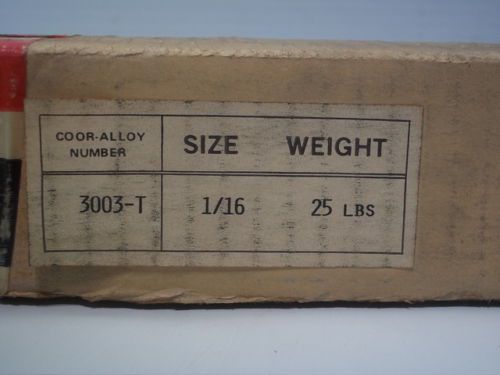 COOR-ALLOY NUMBER SIZE WEIGHT
3003-T 1/16 25 LBS